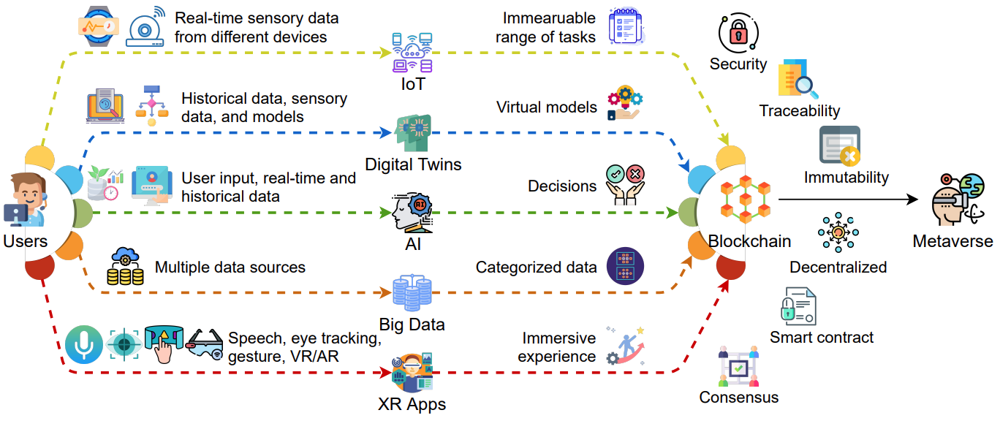 Real-time sensory data
from different devices
Immearuable
range of tasks
Security
IoT
Traceability
Historical data, sensory
data, and models
Virtual models
Digital Twins
Immutability
User input, real-time and
historical data
Decisions
AI
AI
Users
Blockchain
Metaverse
Multiple data sources
Categorized data
Decentralized
Big Data
Speech, eye tracking,
gesture, VR/AR
Immersive
experience
Smart contract
XR Apps
Consensus